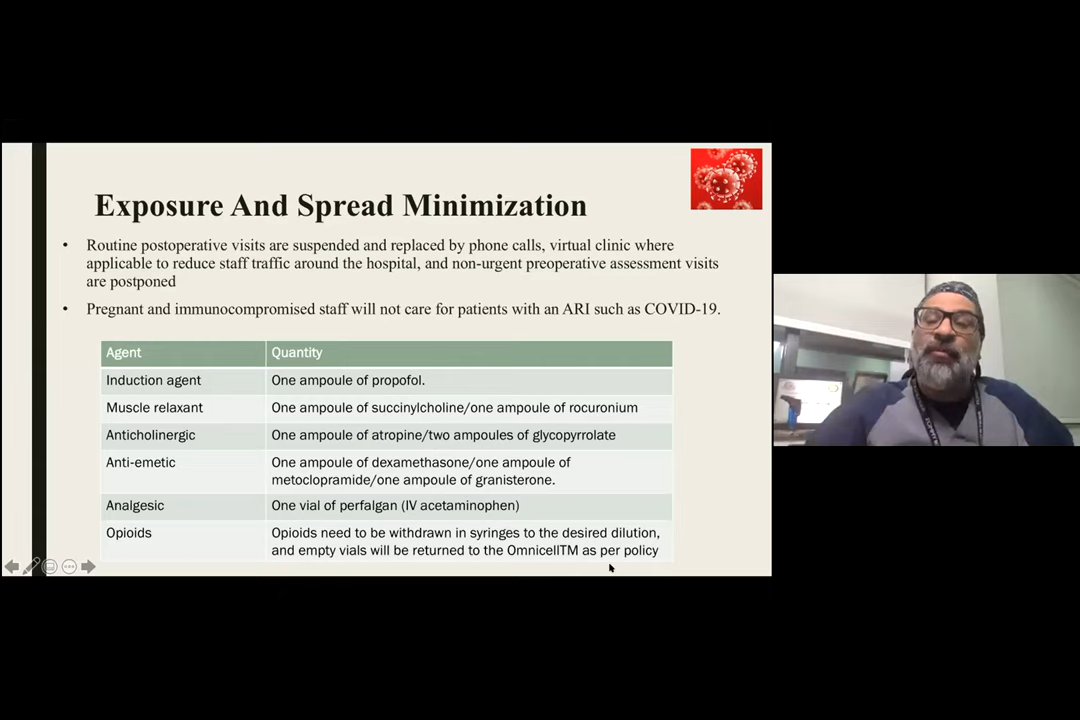 Exposure And Spread Minimization
• Routine postoperative visits are suspended and replaced by phone calls, virtual clinic where
applicable to reduce staff traffic around the hospital, and non-urgent preoperative assessment visits
are postponed
• Pregnant and immunocompromised staff will not care for patients with an ARI such as COVID-19.
Agent Quantity
Induction agent One ampoule of propofol.
Muscle relaxant One ampoule of succinylcholine/one ampoule of rocuronium
Anticholinergic One ampoule of atropine/two ampoules of glycopyrrolate
Anti-emetic One ampoule of dexamethasone/one ampoule of
metoclopramide/one ampoule of granisterone.
Analgesic One vial of perfalgan (IV acetaminophen)
Opioids Opioids need to be withdrawn in syringes to the desired dilution,
and empty vials will be returned to the OmnicellTM as per policy